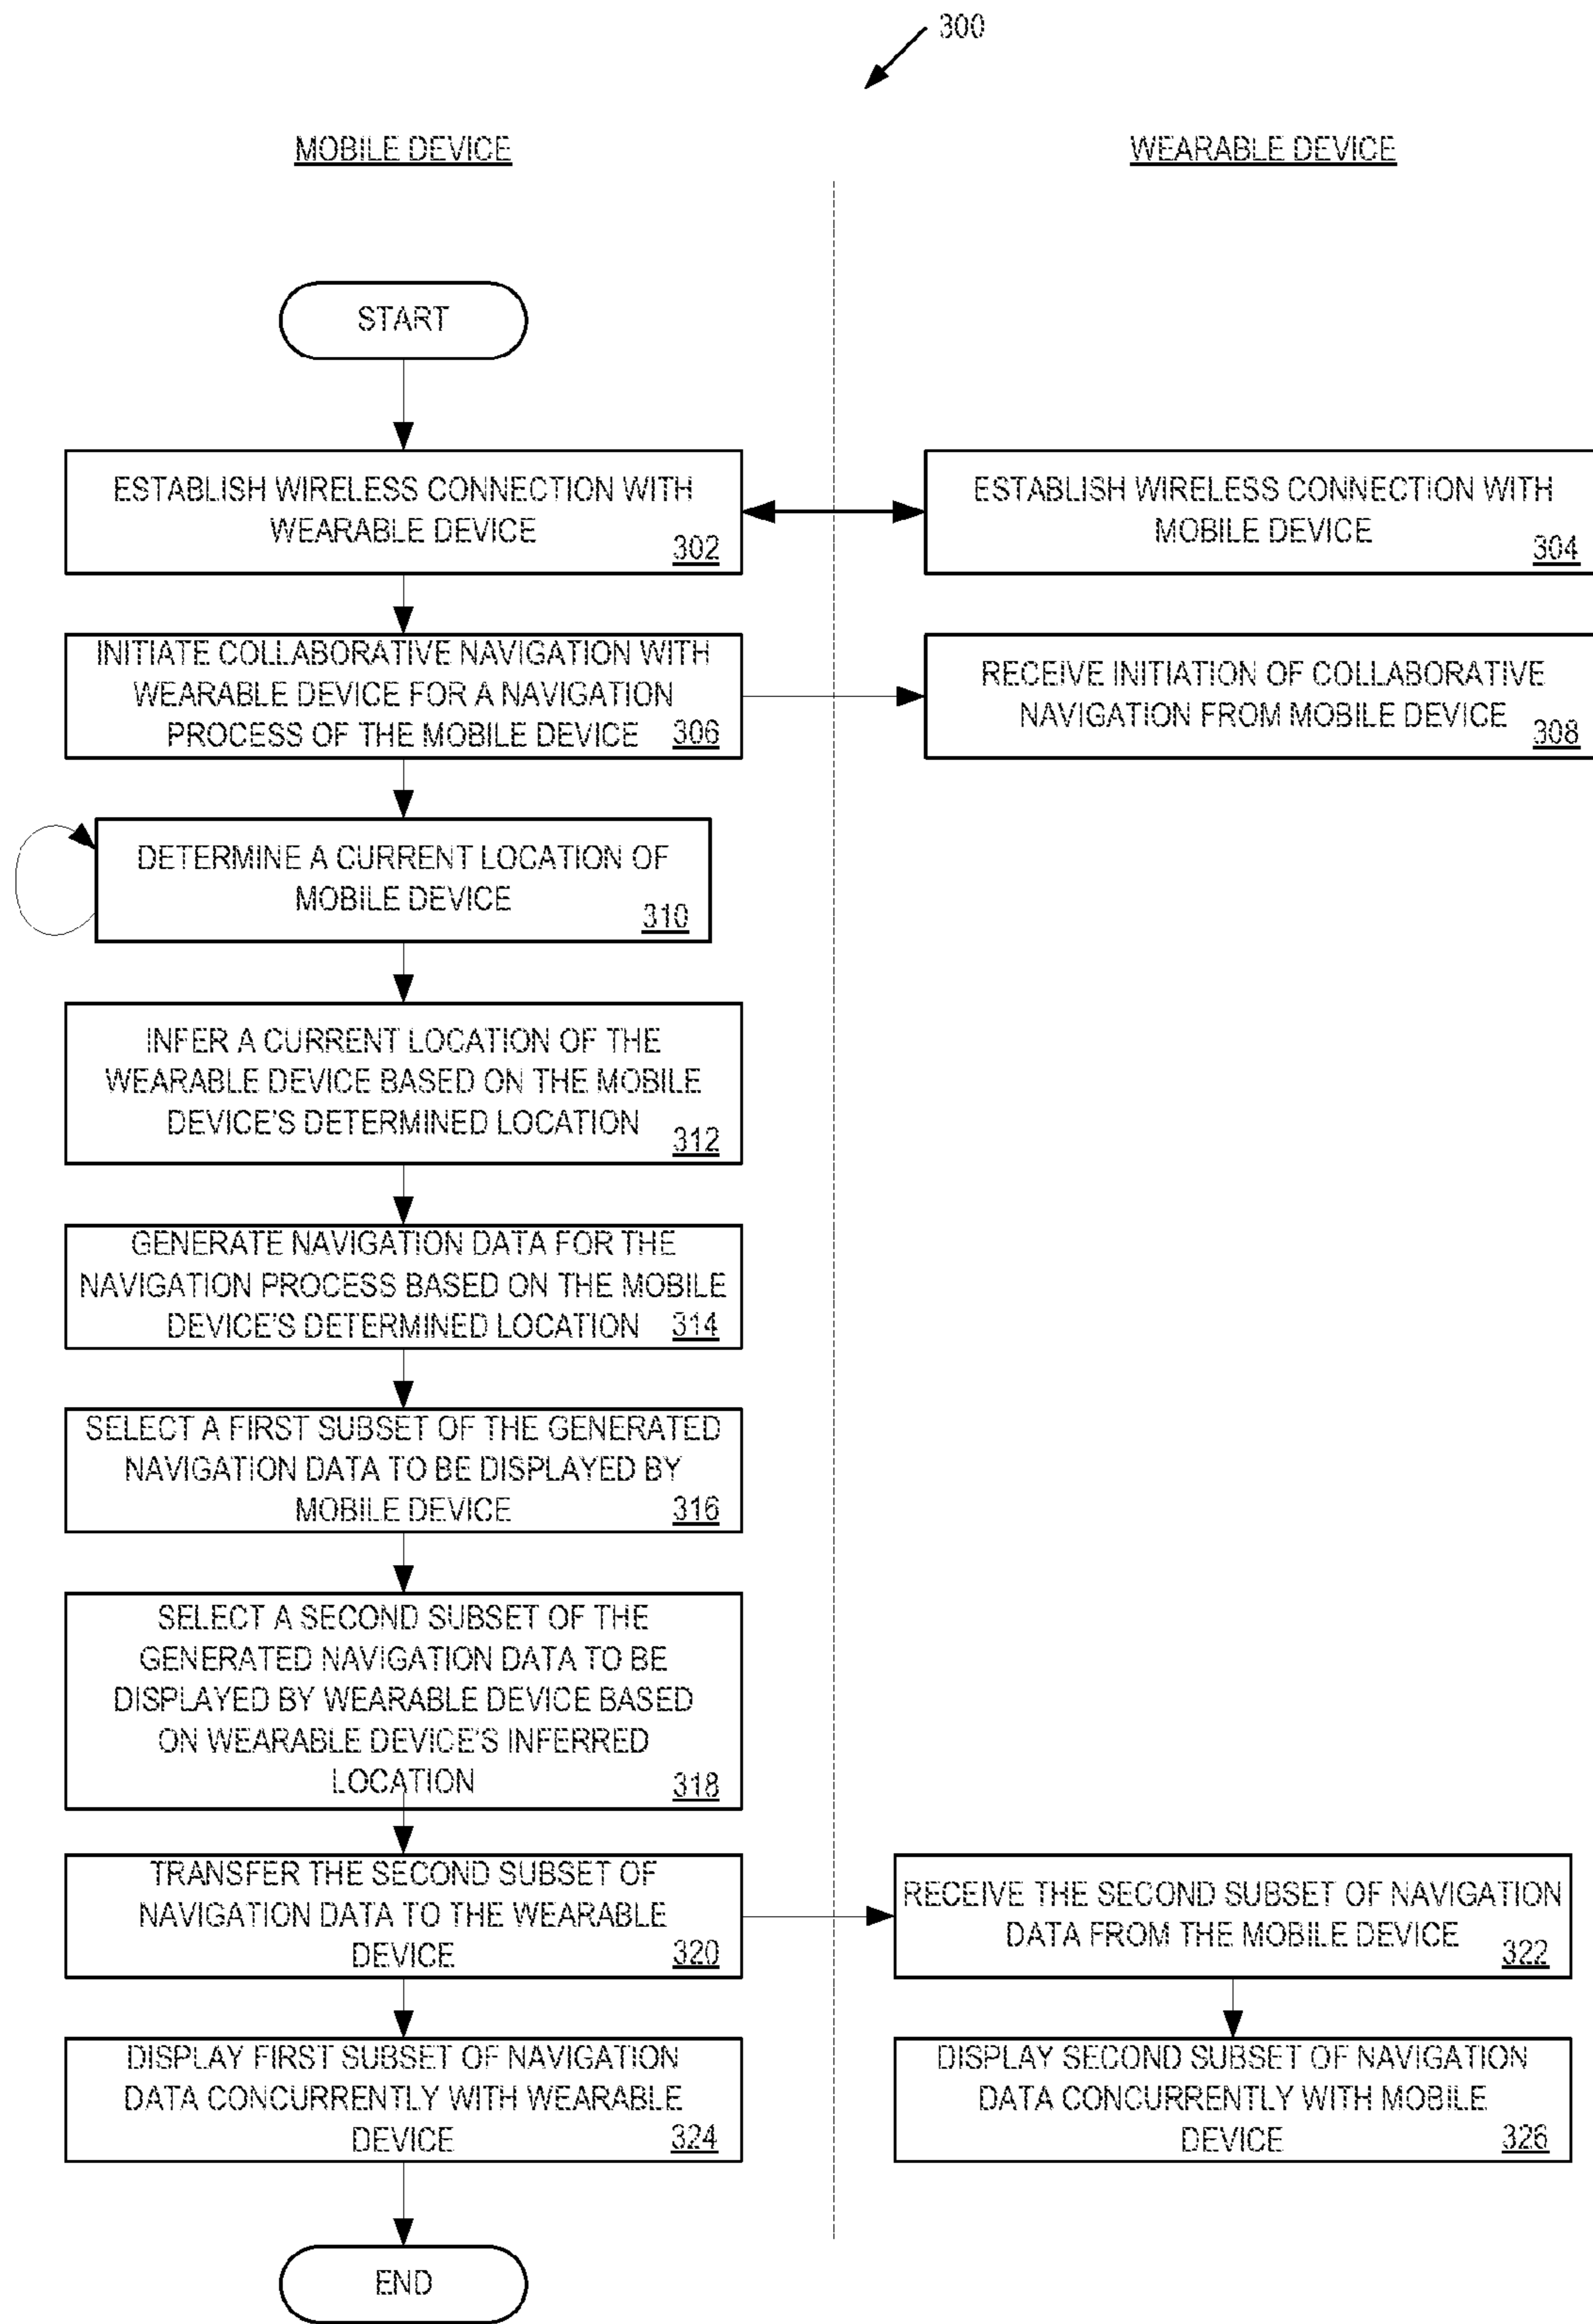 300
MOBILE DEVICE
WEARABLE DEVICE
START
ESTABLISH WIRELESS CONNECTION WITH
WEARABLE DEVICE
302
ESTABLISH WIRELESS CONNECTION WITH
MOBILE DEVICE
304
INITIATE COLLABORATIVE NAVIGATION WITH
WEARABLE DEVICE FOR A NAVIGATION
PROCESS OF THE MOBILE DEVICE 306
RECEIVE INITIATION OF COLLABORATIVE
NAVIGATION FROM MOBILE DEVICE
308
DETERMINE A CURRENT LOCATION OF
MOBILE DEVICE
310
INFER A CURRENT LOCATION OF THE
WEARABLE DEVICE BASED ON THE MOBILE
DEVICE'S DETERMINED LOCATION
312
GENERATE NAVIGATION DATA FOR THE
NAVIGATION PROCESS BASED ON THE MOBILE
DEVICE'S DETERMINED LOCATION 314
SELECT A FIRST SUBSET OF THE GENERATED
NAVIGATION DATA TO BE DISPLAYED BY
MOBILE DEVICE 316
SELECT A SECOND SUBSET OF THE
GENERATED NAVIGATION DATA TO BE
DISPLAYED BY WEARABLE DEVICE BASED
ON WEARABLE DEVICE'S INFERRED
LOCATION 318
TRANSFER THE SECOND SUBSET OF
NAVIGATION DATA TO THE WEARABLE
DEVICE 320
RECEIVE THE SECOND SUBSET OF NAVIGATION
DATA FROM THE MOBILE DEVICE
322
DISPLAY FIRST SUBSET OF NAVIGATION
DATA CONCURRENTLY WITH WEARABLE
DEVICE 324
DISPLAY SECOND SUBSET OF NAVIGATION
DATA CONCURRENTLY WITH MOBILE
DEVICE 326
END